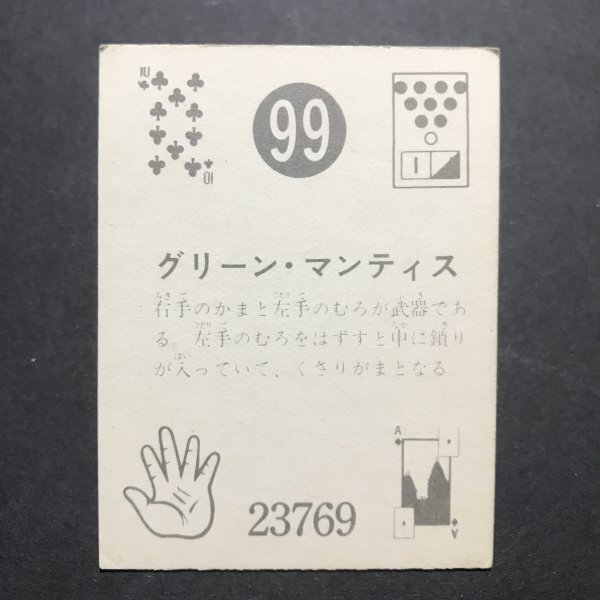 10
99
I
10
グリーン・マンティス
右手のかまと左手のむろが武器であ
る。左手のむろをはずすと中に鎖り
が入っていて、くさりがまとなる。
A
23769
A